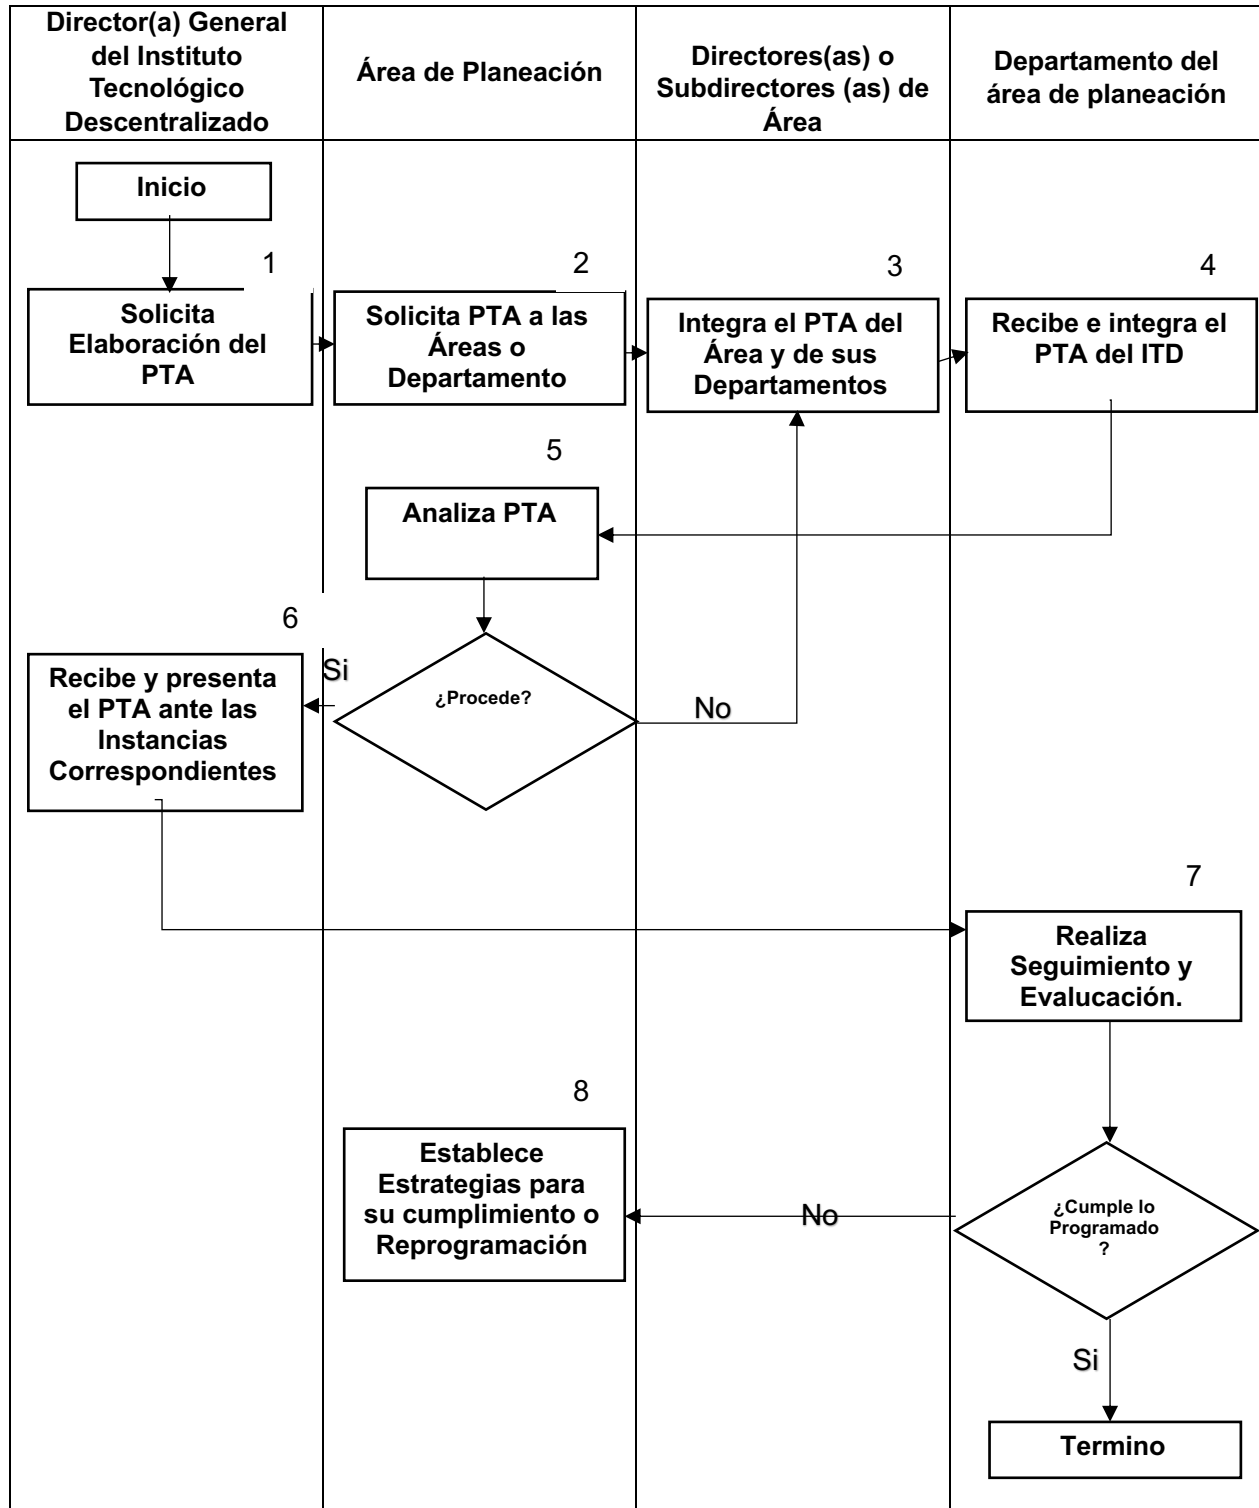 Director(a) General
del Instituto
Tecnológico
Descentralizado
Área de Planeación
Directores(as) o
Subdirectores (as) de
Área
Departamento del
área de planeación
Inicio
1
2
3
4
Solicita
Elaboración del
PTA
Solicita PTA a las
Áreas o
Departamento
Integra el PTA del
Área y de sus
Departamentos
Recibe e integra el
PTA del ITD
5
Analiza PTA
6
Si
¿Procede?
No
Recibe y presenta
el PTA ante las
Instancias
Correspondientes
7
Realiza
Seguimiento y
Evalucación.
8
Establece
Estrategias para
su cumplimiento o
Reprogramación
No
¿Cumple lo
Programado
?
Si
Termino